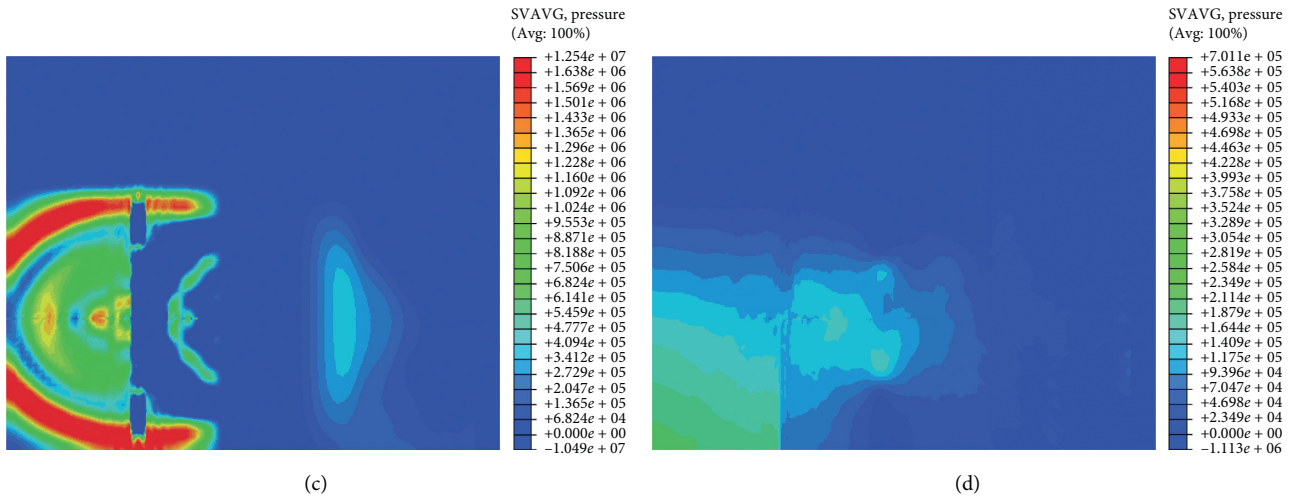 SVAVG, pressure
(Avg: 100%)
+1.254e + 07
+1.638e + 06
+1.569e + 06
+1.501e + 06
+1.433e + 06
+1.365e + 06
+1.296e + 06
+1.228e + 06
+1.160e + 06
+1.092e + 06
+1.024e + 06
+9.553e + 05
+8.871e + 05
+8.188e + 05
+7.506e + 05
+6.824e + 05
+6.141e + 05
+5.459e + 05
+4.777e + 05
+4.094e + 05
+3.412e + 05
+2.729e + 05
+2.047e + 05
+1.365e + 05
+6.824e + 04
+0.000e + 00
−1.049e + 07
(c)
SVAVG, pressure
(Avg: 100%)
+7.011e + 05
+5.638e + 05
+5.403e + 05
+5.168e + 05
+4.933e + 05
+4.698e + 05
+4.463e + 05
+4.228e + 05
+3.993e + 05
+3.758e + 05
+3.524e + 05
+3.289e + 05
+3.054e + 05
+2.819e + 05
+2.584e + 05
+2.349e + 05
+2.114e + 05
+1.879e + 05
+1.644e + 05
+1.409e + 05
+1.175e + 05
+9.396e + 04
+7.047e + 04
+4.698e + 04
+2.349e + 04
+0.000e + 00
−1.113e + 06
(d)